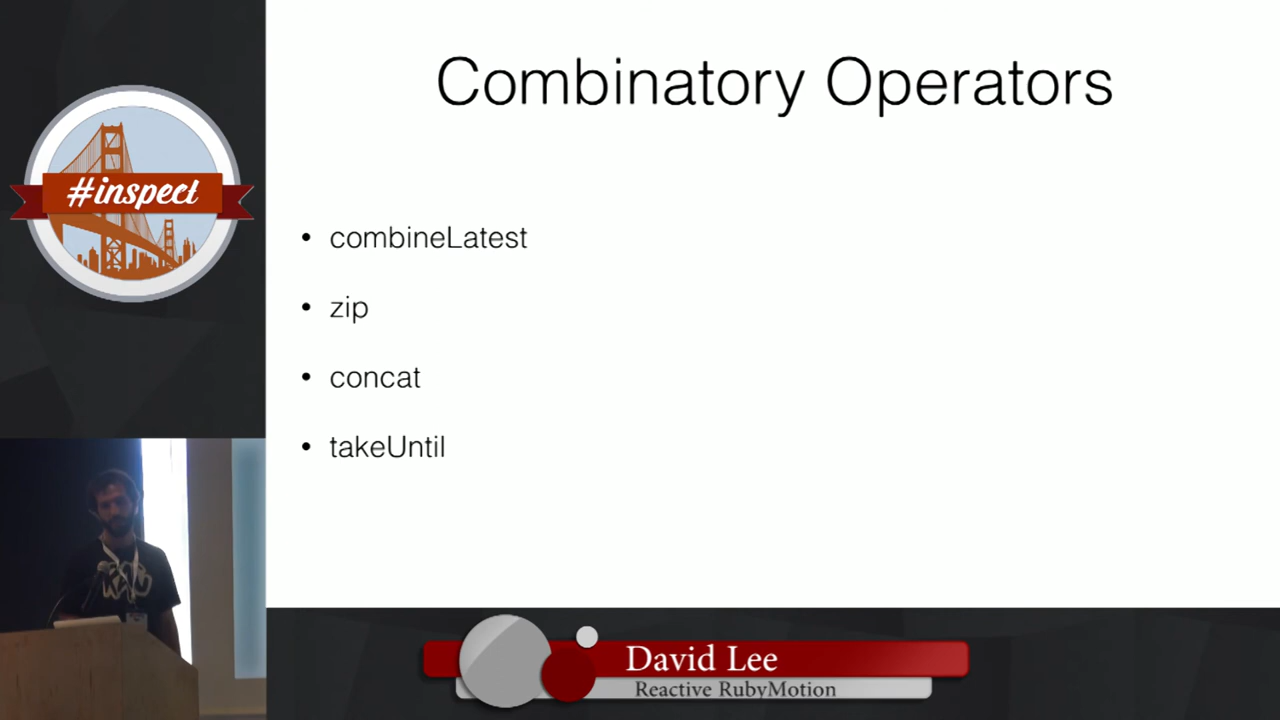 Combinatory Operators
#inspect
• combineLatest
• zip
• concat
• takeUntil
David Lee
Reactive RubyMotion